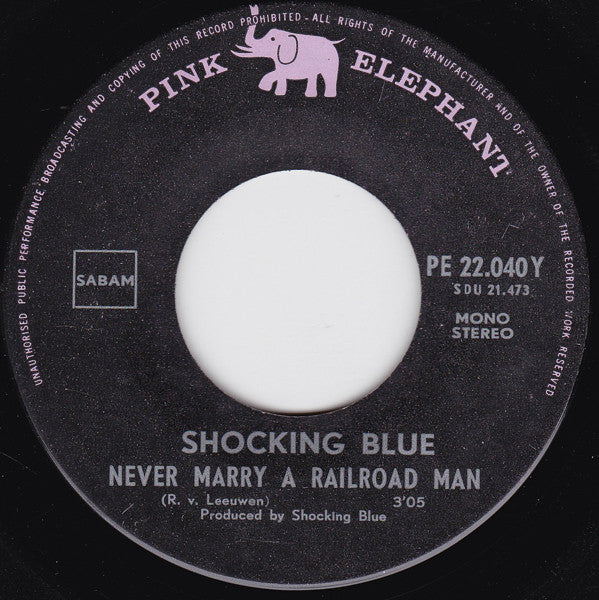 UNAUTHORISED PUBLIC PERFORMANCE BROADCASTING AND COPYING OF THIS RECORD PROHIBITED - ALL RIGHTS OF THE MANUFACTURER AND OF THE OWNER OF THE RECORDED WORK RESERVED
PINK ELEPHANT
SABAM
PE 22.040Y
SDU 21.473
MONO
STEREO
SHOCKING BLUE
NEVER MARRY A RAILROAD MAN
(R. v. Leeuwen) 3'05
Produced by Shocking Blue